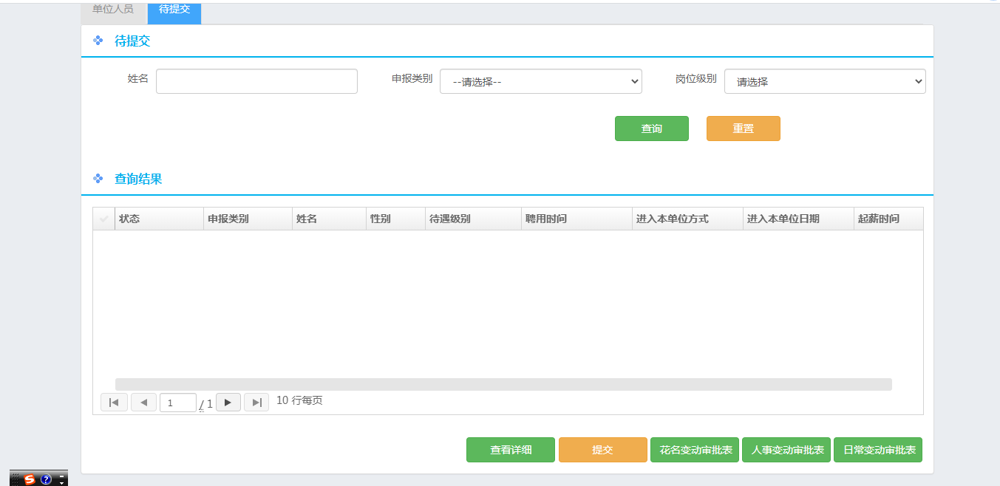 单位人员 待提交
待提交
姓名 申报类别 --请选择-- 岗位级别 请选择
查询 重置
查询结果
状态 申报类别 姓名 性别 待遇级别 聘用时间 进入本单位方式 进入本单位日期 起薪时间
1 / 1 10 行每页
查看详细 提交 花名变动审批表 人事变动审批表 日常变动审批表
S ?